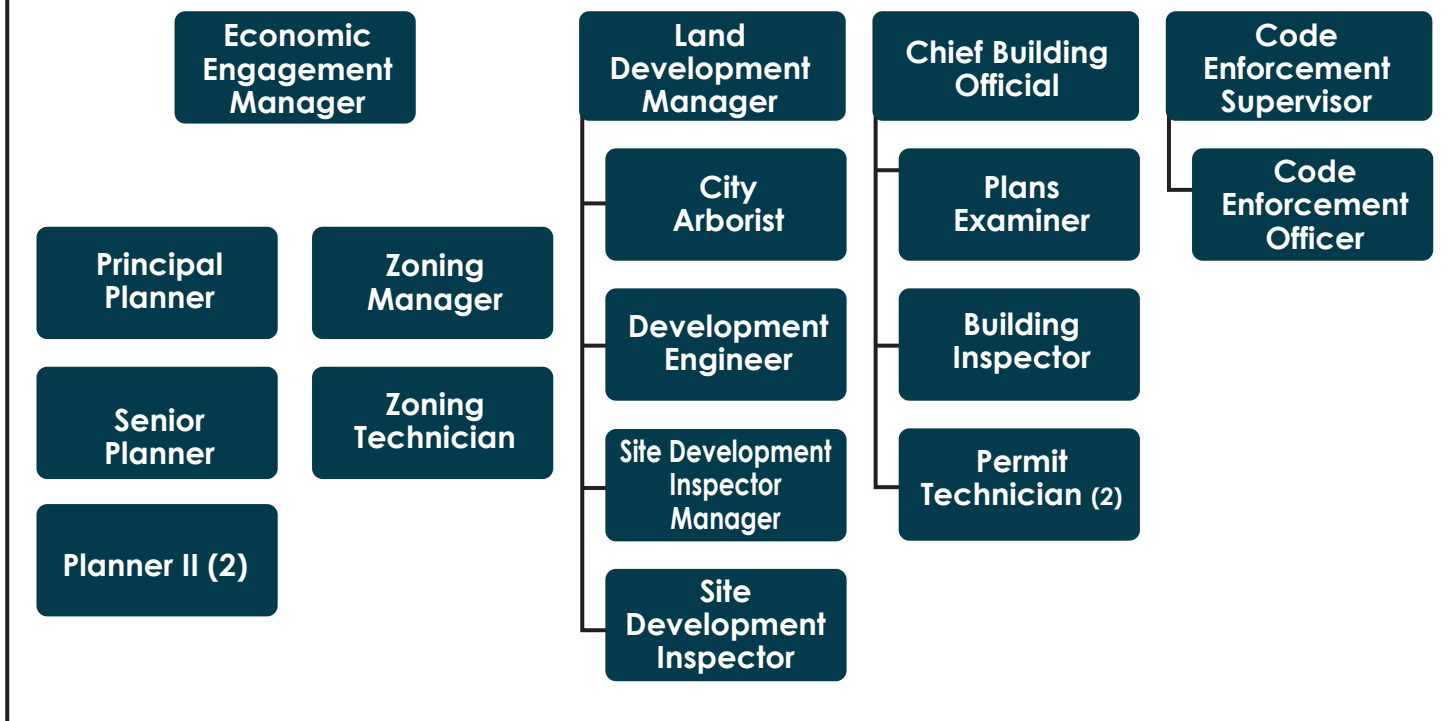 Economic
Engagement
Manager
Land
Development
Manager
Chief Building
Official
Code
Enforcement
Supervisor
City
Arborist
Plans
Examiner
Code
Enforcement
Officer
Principal
Planner
Zoning
Manager
Development
Engineer
Building
Inspector
Senior
Planner
Zoning
Technician
Site Development
Inspector
Manager
Permit
Technician (2)
Planner II (2)
Site
Development
Inspector